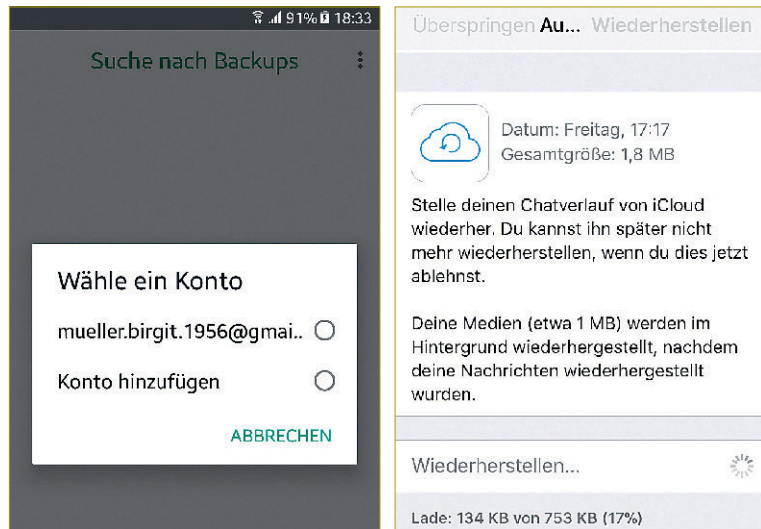 91% 18:33
Suche nach Backups
Wähle ein Konto
mueller.birgit.1956@gmai..
Konto hinzufügen
ABBRECHEN
Überspringen Au... Wiederherstellen
Datum: Freitag, 17:17
Gesamtgröße: 1,8 MB
Stelle deinen Chatverlauf von iCloud
wiederher. Du kannst ihn später nicht
mehr wiederherstellen, wenn du dies jetzt
ablehnst.
Deine Medien (etwa 1 MB) werden im
Hintergrund wiederhergestellt, nachdem
deine Nachrichten wiederhergestellt
wurden.
Wiederherstellen...
Lade: 134 KB von 753 KB (17%)